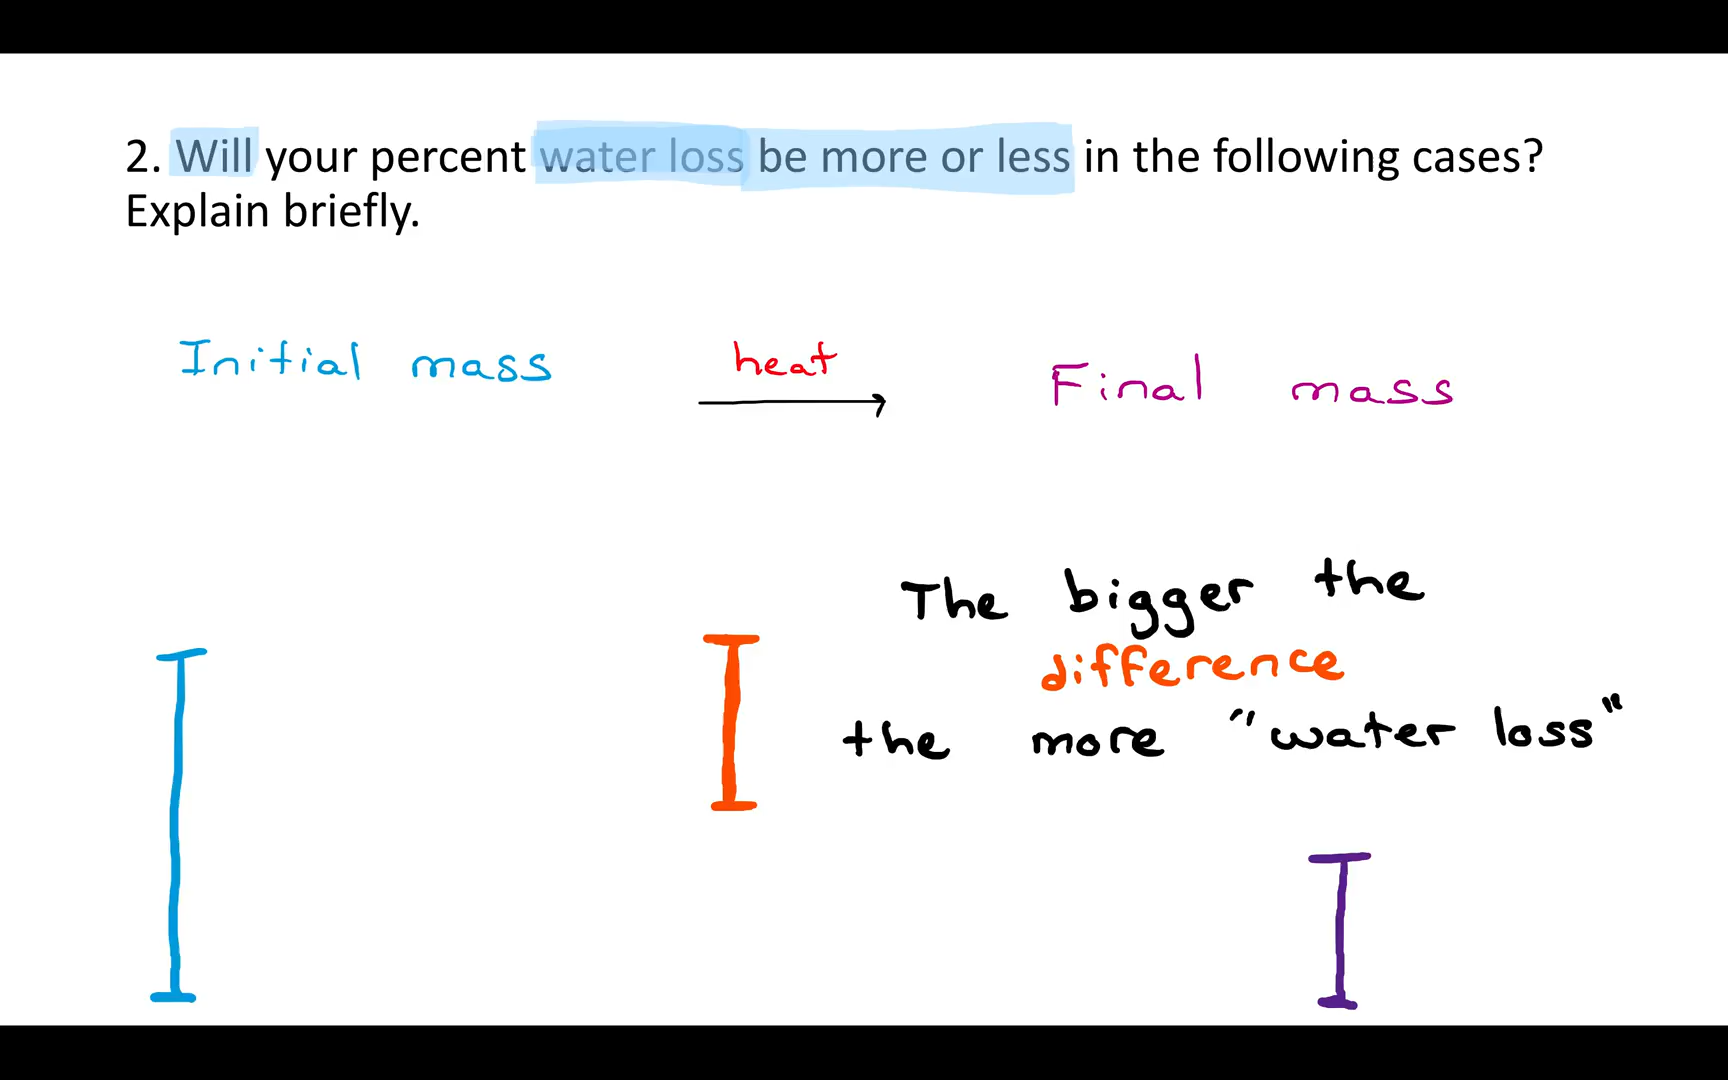 2. Will your percent water loss be more or less in the following cases?
Explain briefly.
Initial mass heat Final mass
The bigger the
difference
the more "water loss"